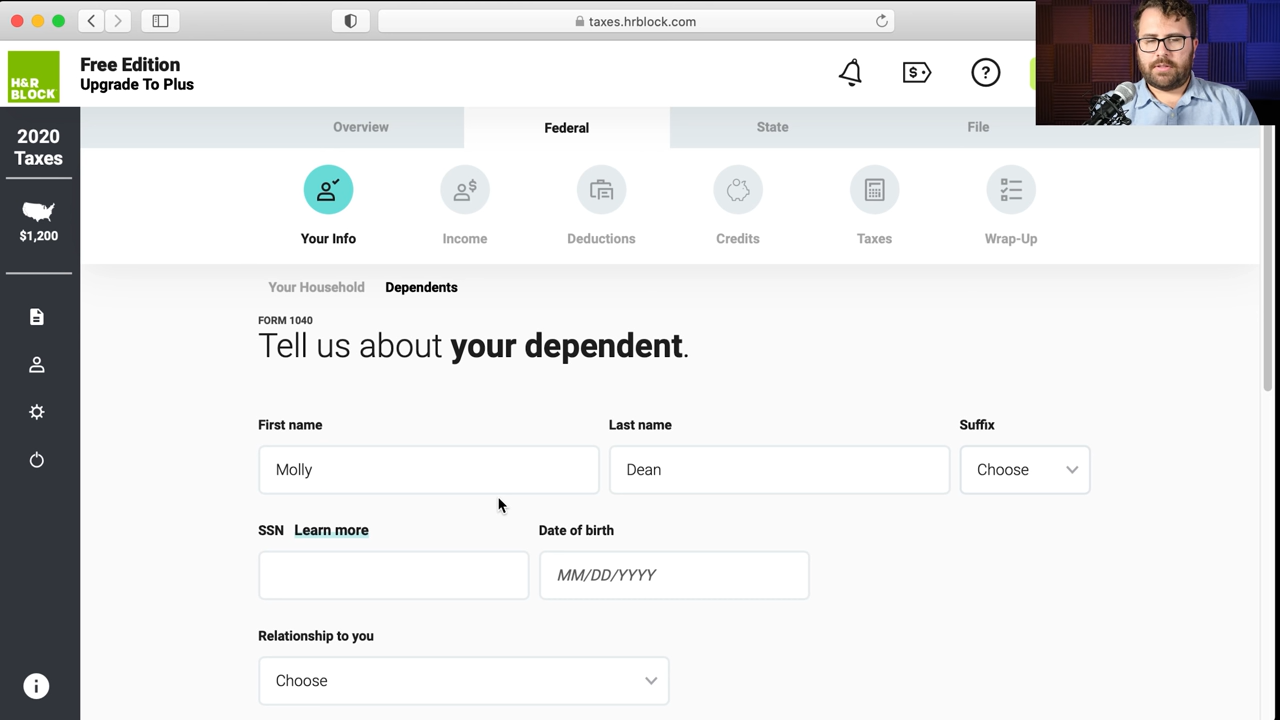 taxes.hrblock.com
H&R
BLOCK
Free Edition
Upgrade To Plus
$
?
2020
Taxes
$1,200
Overview
Federal
State
File
Your Info
Income
Deductions
Credits
Taxes
Wrap-Up
Your Household
Dependents
FORM 1040
Tell us about your dependent.
First name
Last name
Suffix
Molly
Dean
Choose
SSN Learn more
Date of birth
MM/DD/YYYY
Relationship to you
Choose